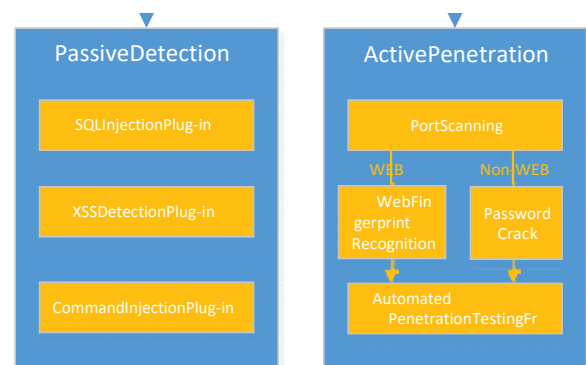 PassiveDetection
SQLInjectionPlug-in
XSSDetectionPlug-in
CommandInjectionPlug-in
ActivePenetration
PortScanning
WEB
Non-WEB
WebFin
gerprint
Recognition
Password
Crack
Automated
PenetrationTestingFr